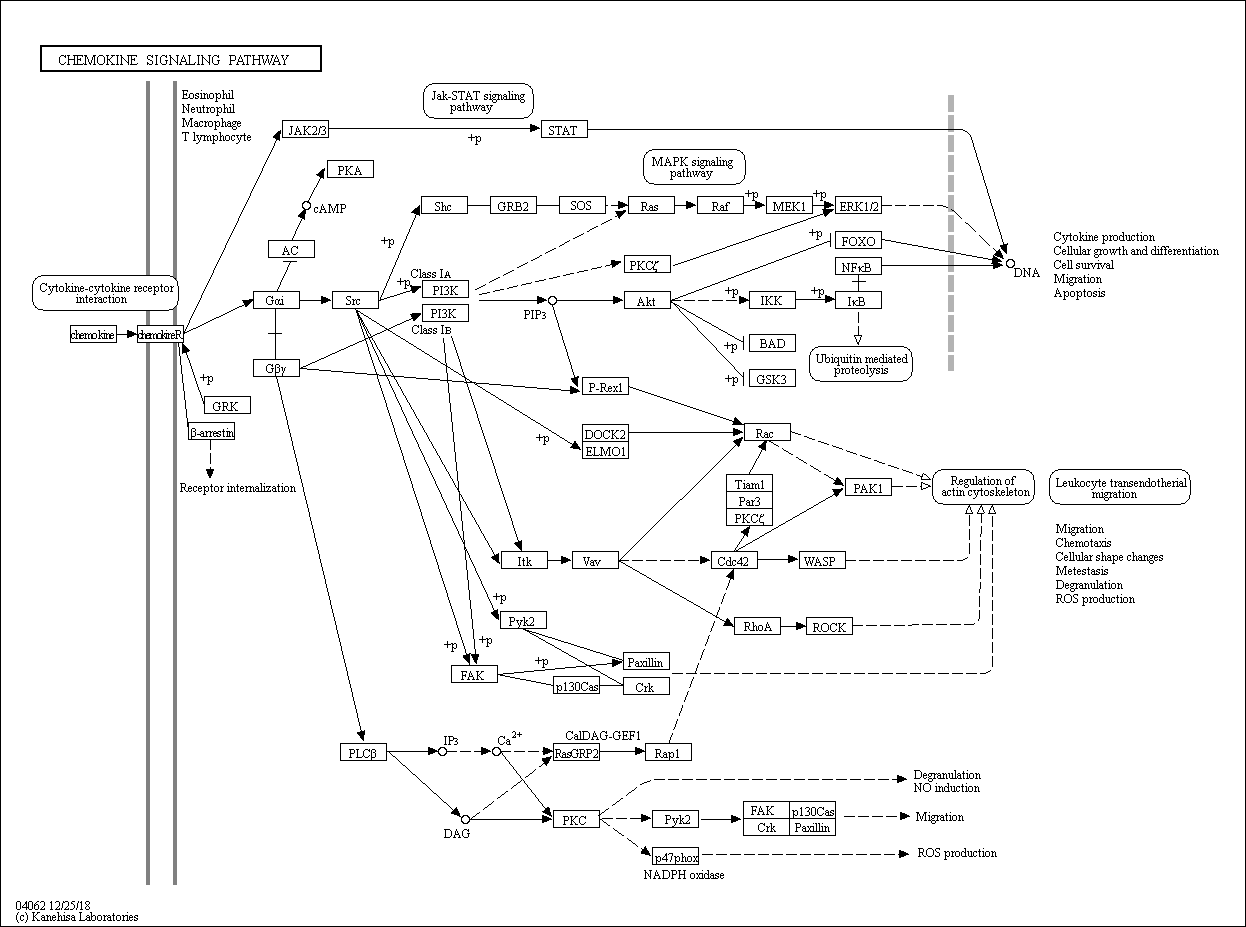 CHEMOKINE SIGNALING PATHWAY
Eosinophil
Neutrophil
Macrophage
T lymphocyte
Jak-STAT signaling
pathway
JAK2/3
+p
STAT
PKA
MAPK signaling
pathway
cAMP
Shc
GRB2
SOS
Ras
Raf
+p
MEK1
+p
ERK1/2
AC
+p
+p
FOXO
Cytokine production
Cellular growth and differentiation
Cell survival
Migration
Apoptosis
PKCζ
NFκB
DNA
Cytokine-cytokine receptor
interaction
Class IA
+p
PI3K
Gαi
Src
PI3K
Class IB
PIP3
Akt
IKK
+p
IκB
chemokine
chemokineR
+p
BAD
Ubiquitin mediated
proteolysis
Gβγ
+p
GSK3
+p
P-Rex1
GRK
β-arrestin
+p
DOCK2
ELMO1
Rac
Receptor internalization
Tiam1
Par3
PKCζ
PAK1
Regulation of
actin cytoskeleton
Leukocyte transendotherial
migration
Migration
Chemotaxis
Cellular shape changes
Metestasis
Degranulation
ROS production
Itk
Vav
Cdc42
WASP
+p
Pyk2
RhoA
ROCK
+p
+p
+p
Paxillin
FAK
p130Cas
Crk
PLCβ
IP3
Ca2+
CalDAG-GEF1
RasGRP2
Rap1
DAG
PKC
Degranulation
NO induction
Pyk2
FAK
p130Cas
Crk
Paxillin
Migration
p47phox
ROS production
NADPH oxidase
04062 12/25/18
(c) Kanehisa Laboratories